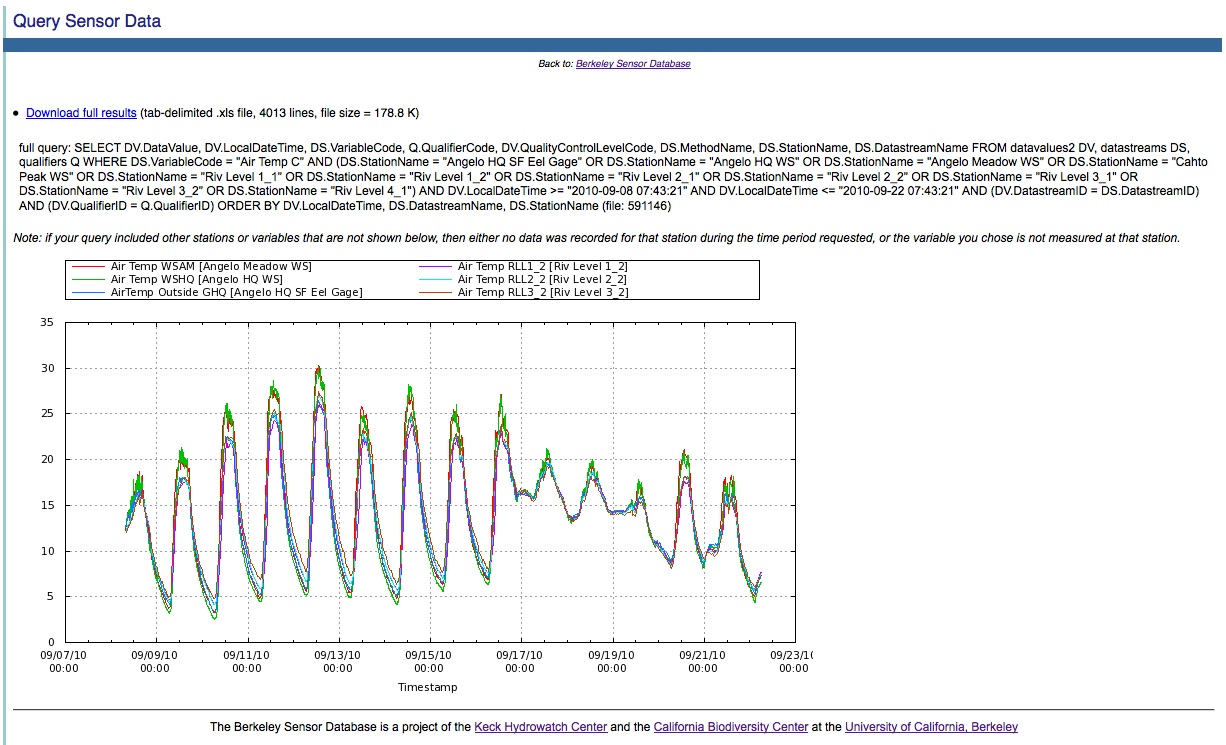 Query Sensor Data
Back to: Berkeley Sensor Database
• Download full results (tab-delimited .xls file, 4013 lines, file size = 178.8 K)
full query: SELECT DV.DataValue, DV.LocalDateTime, DS.VariableCode, Q.QualifierCode, DV.QualityControlLevelCode, DS.MethodName, DS.StationName, DS.DatastreamName FROM datavalues2 DV, datastreams DS,
qualifiers Q WHERE DS.VariableCode = "Air Temp C" AND (DS.StationName = "Angelo HQ SF Eel Gage" OR DS.StationName = "Angelo HQ WS" OR DS.StationName = "Angelo Meadow WS" OR DS.StationName = "Cahto
Peak WS" OR DS.StationName = "Riv Level 1_1" OR DS.StationName = "Riv Level 1_2" OR DS.StationName = "Riv Level 2_1" OR DS.StationName = "Riv Level 2_2" OR DS.StationName = "Riv Level 3_1" OR
DS.StationName = "Riv Level 3_2" OR DS.StationName = "Riv Level 4_1") AND DV.LocalDateTime >= "2010-09-08 07:43:21" AND DV.LocalDateTime <= "2010-09-22 07:43:21" AND (DV.DatastreamID = DS.DatastreamID)
AND (DV.QualifierID = Q.QualifierID) ORDER BY DV.LocalDateTime, DS.DatastreamName, DS.StationName (file: 591146)
Note: if your query included other stations or variables that are not shown below, then either no data was recorded for that station during the time period requested, or the variable you chose is not measured at that station.
Air Temp WSAM [Angelo Meadow WS] Air Temp RLL1_2 [Riv Level 1_2]
Air Temp WSHQ [Angelo HQ WS] Air Temp RLL2_2 [Riv Level 2_2]
AirTemp Outside GHQ [Angelo HQ SF Eel Gage] Air Temp RLL3_2 [Riv Level 3_2]
35
30
25
20
15
10
5
0
09/07/10 09/09/10 09/11/10 09/13/10 09/15/10 09/17/10 09/19/10 09/21/10 09/23/10
00:00 00:00 00:00 00:00 00:00 00:00 00:00 00:00 00:00
Timestamp
The Berkeley Sensor Database is a project of the Keck Hydrowatch Center and the California Biodiversity Center at the University of California, Berkeley